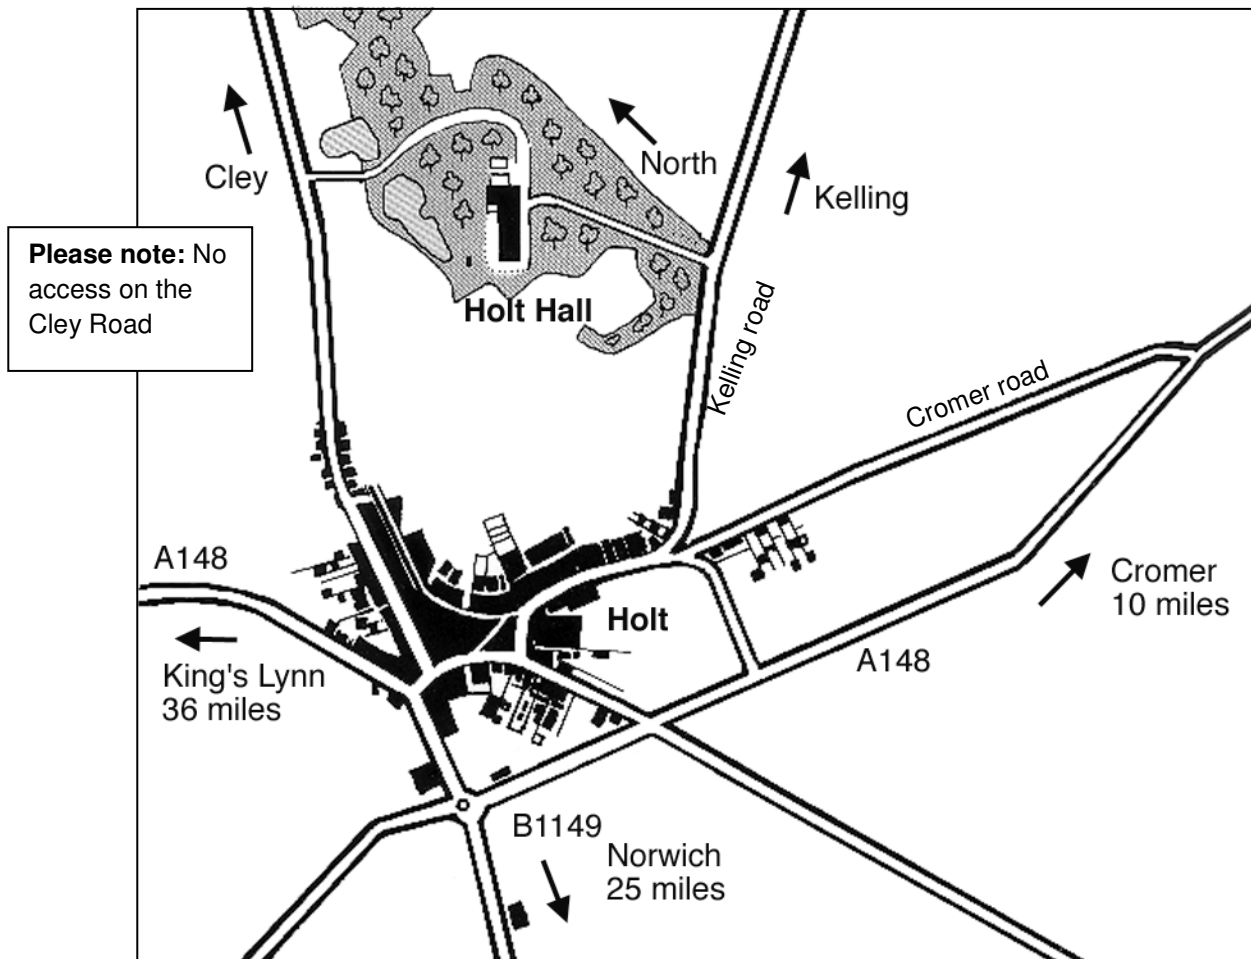 Cley
North
Kelling
Please note: No
access on the
Cley Road
Holt Hall
Kelling road
Cromer road
A148
Cromer
10 miles
Holt
A148
King's Lynn
36 miles
B1149
Norwich
25 miles